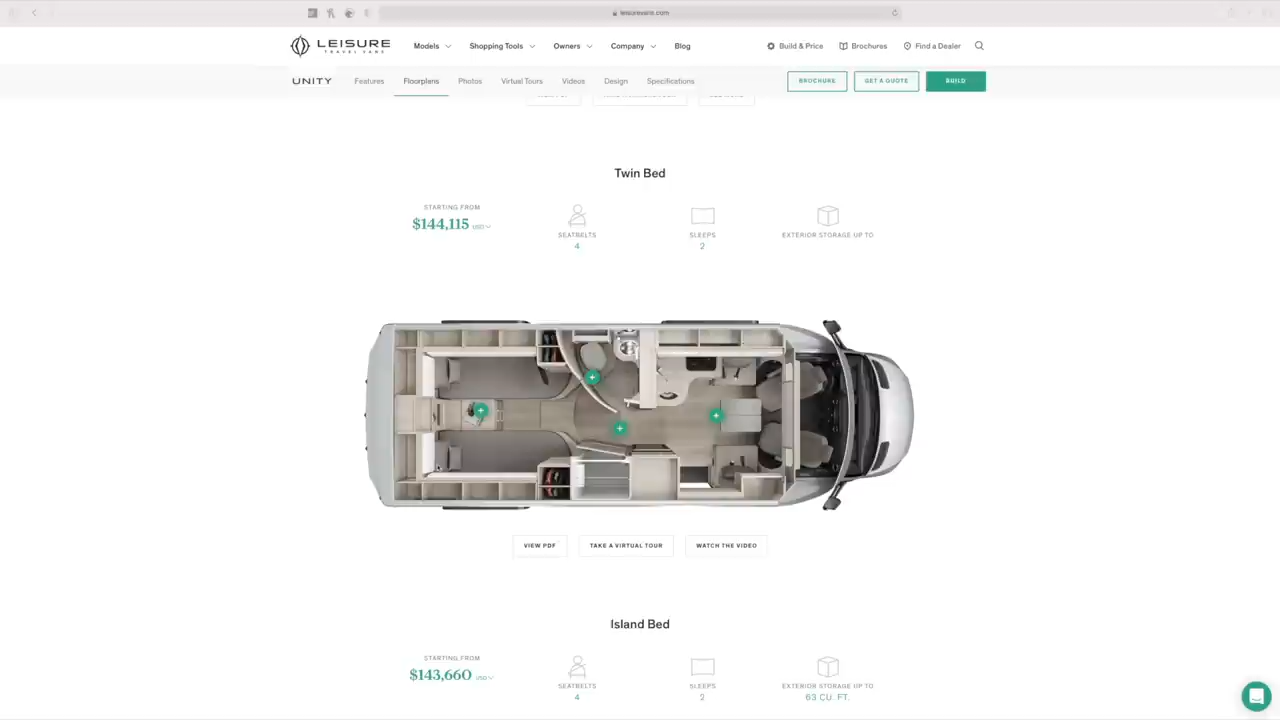 leisurevans.com
LEISURE
TRAVEL VANS
Models
Shopping Tools
Owners
Company
Blog
Build & Price
Brochures
Find a Dealer
UNITY
Features
Floorplans
Photos
Virtual Tours
Videos
Design
Specifications
BROCHURE
GET A QUOTE
BUILD
Twin Bed
STARTING FROM
$144,115 USD
SEATBELTS
4
SLEEPS
2
EXTERIOR STORAGE UP TO
VIEW PDF
TAKE A VIRTUAL TOUR
WATCH THE VIDEO
Island Bed
STARTING FROM
$143,660 USD
SEATBELTS
4
SLEEPS
2
EXTERIOR STORAGE UP TO
63 CU. FT.